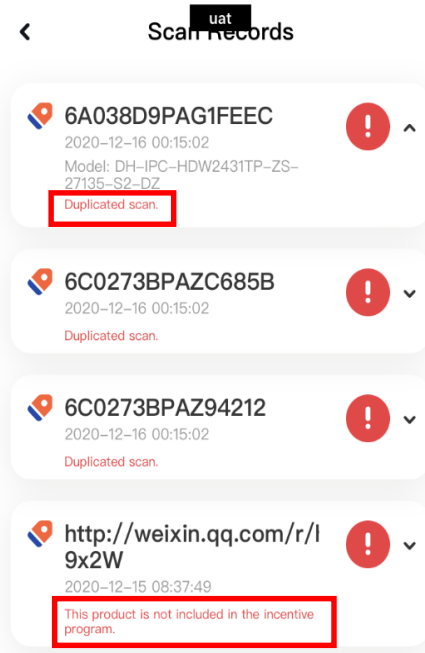 uat
Scan Records
6A038D9PAG1FEEC
2020-12-16 00:15:02
Model: DH-IPC-HDW2431TP-ZS-
27135-S2-DZ
Duplicated scan.
6C0273BPAZC685B
2020-12-16 00:15:02
Duplicated scan.
6C0273BPAZ94212
2020-12-16 00:15:02
Duplicated scan.
http://weixin.qq.com/r/
9x2W
2020-12-15 08:37:49
This product is not included in the incentive
program.